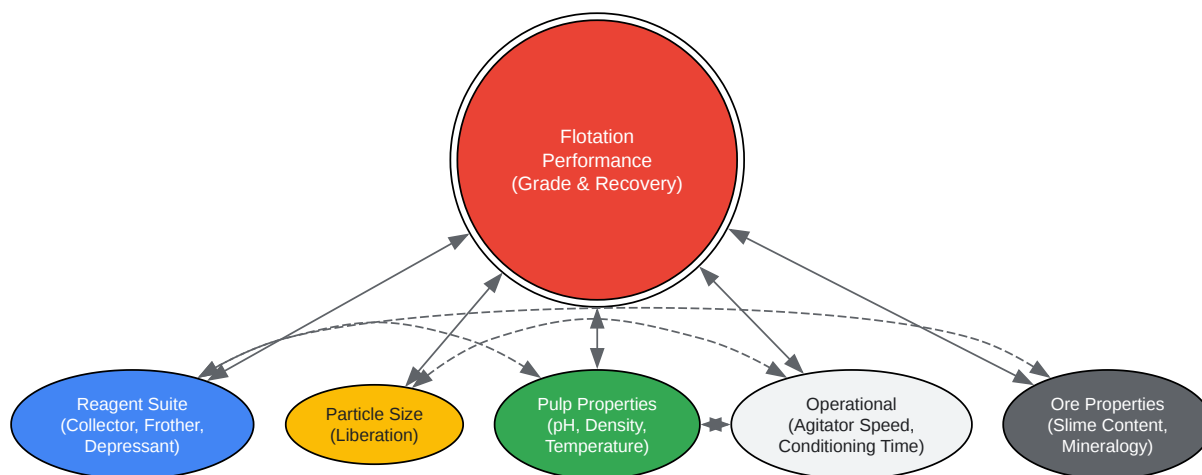 Flotation
Performance
(Grade & Recovery)
Reagent Suite
(Collector, Frother,
Depressant)
Particle Size
(Liberation)
Pulp Properties
(pH, Density,
Temperature)
Operational
(Agitator Speed,
Conditioning Time)
Ore Properties
(Slime Content,
Mineralogy)